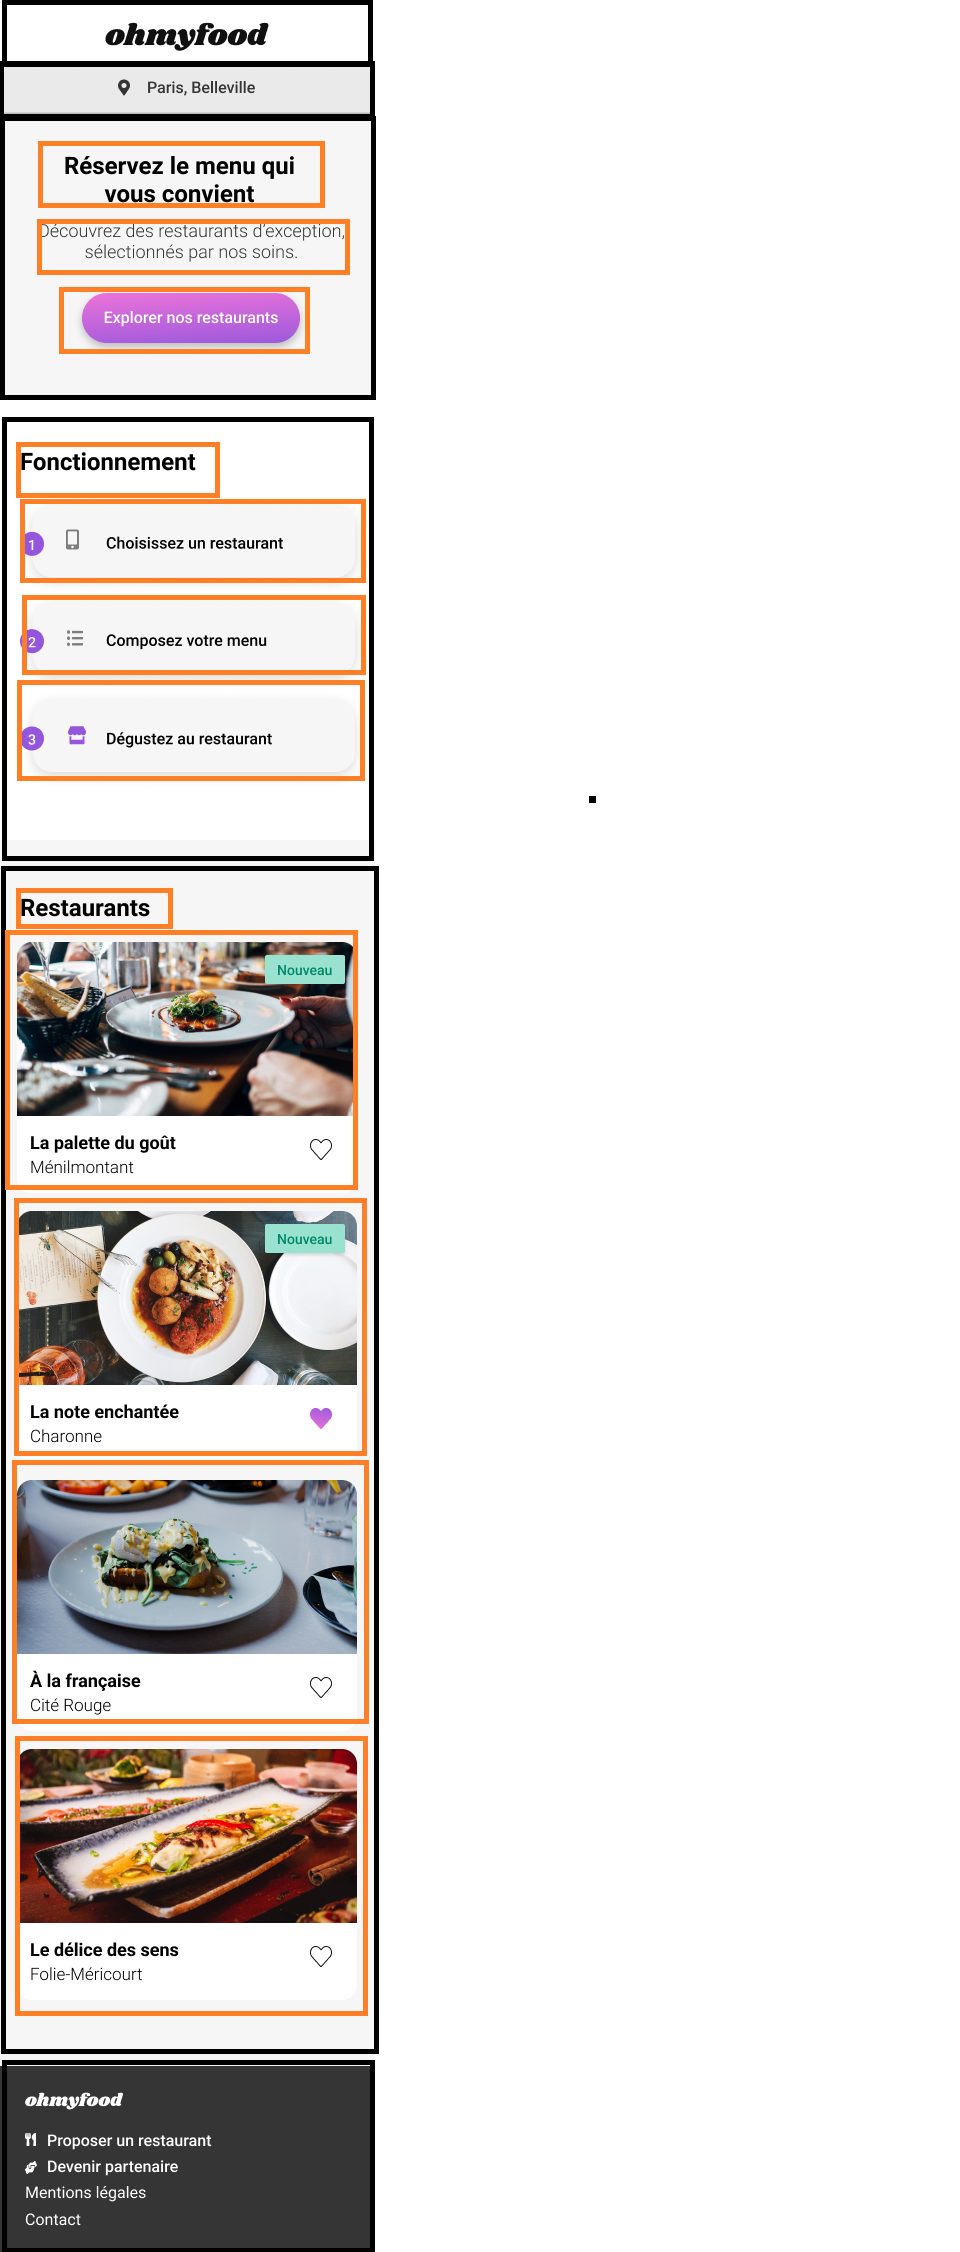 ohmyfood
Paris, Belleville
Réservez le menu qui
vous convient
Découvrez des restaurants d'exception,
sélectionnés par nos soins.
Explorer nos restaurants
Fonctionnement
1 Choisissez un restaurant
2 Composez votre menu
3 Dégustez au restaurant
Restaurants
Nouveau
La palette du goût
Ménilmontant
Nouveau
La note enchantée
Charonne
À la française
Cité Rouge
Le délice des sens
Folie-Méricourt
ohmyfood
Proposer un restaurant
Devenir partenaire
Mentions légales
Contact